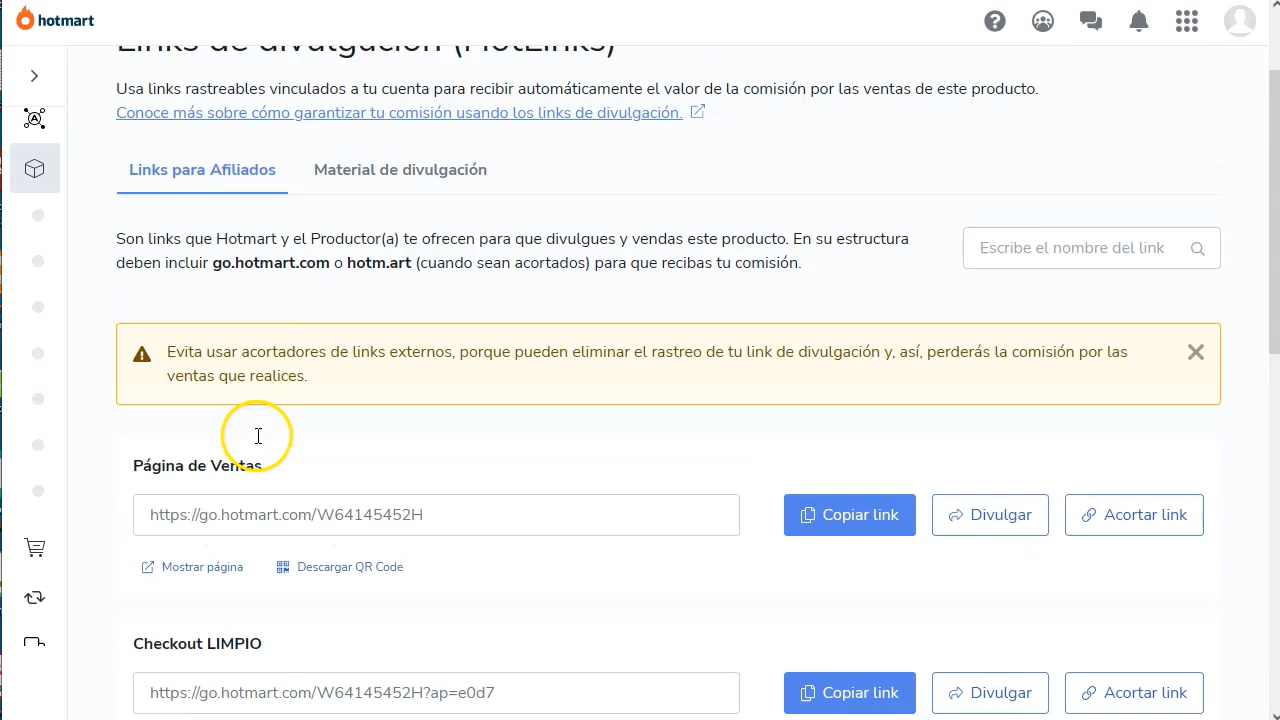 hotmart
Links de divulgación (HotLinks)
Usa links rastreables vinculados a tu cuenta para recibir automáticamente el valor de la comisión por las ventas de este producto.
Conoce más sobre cómo garantizar tu comisión usando los links de divulgación.
Links para Afiliados
Material de divulgación
Son links que Hotmart y el Productor(a) te ofrecen para que divulgues y vendas este producto. En su estructura
deben incluir go.hotmart.com o hotm.art (cuando sean acortados) para que recibas tu comisión.
Escribe el nombre del link
Evita usar acortadores de links externos, porque pueden eliminar el rastreo de tu link de divulgación y, así, perderás la comisión por las
ventas que realices.
Página de Ventas
https://go.hotmart.com/W64145452H
Copiar link
Divulgar
Acortar link
Mostrar página
Descargar QR Code
Checkout LIMPIO
https://go.hotmart.com/W64145452H?ap=e0d7
Copiar link
Divulgar
Acortar link